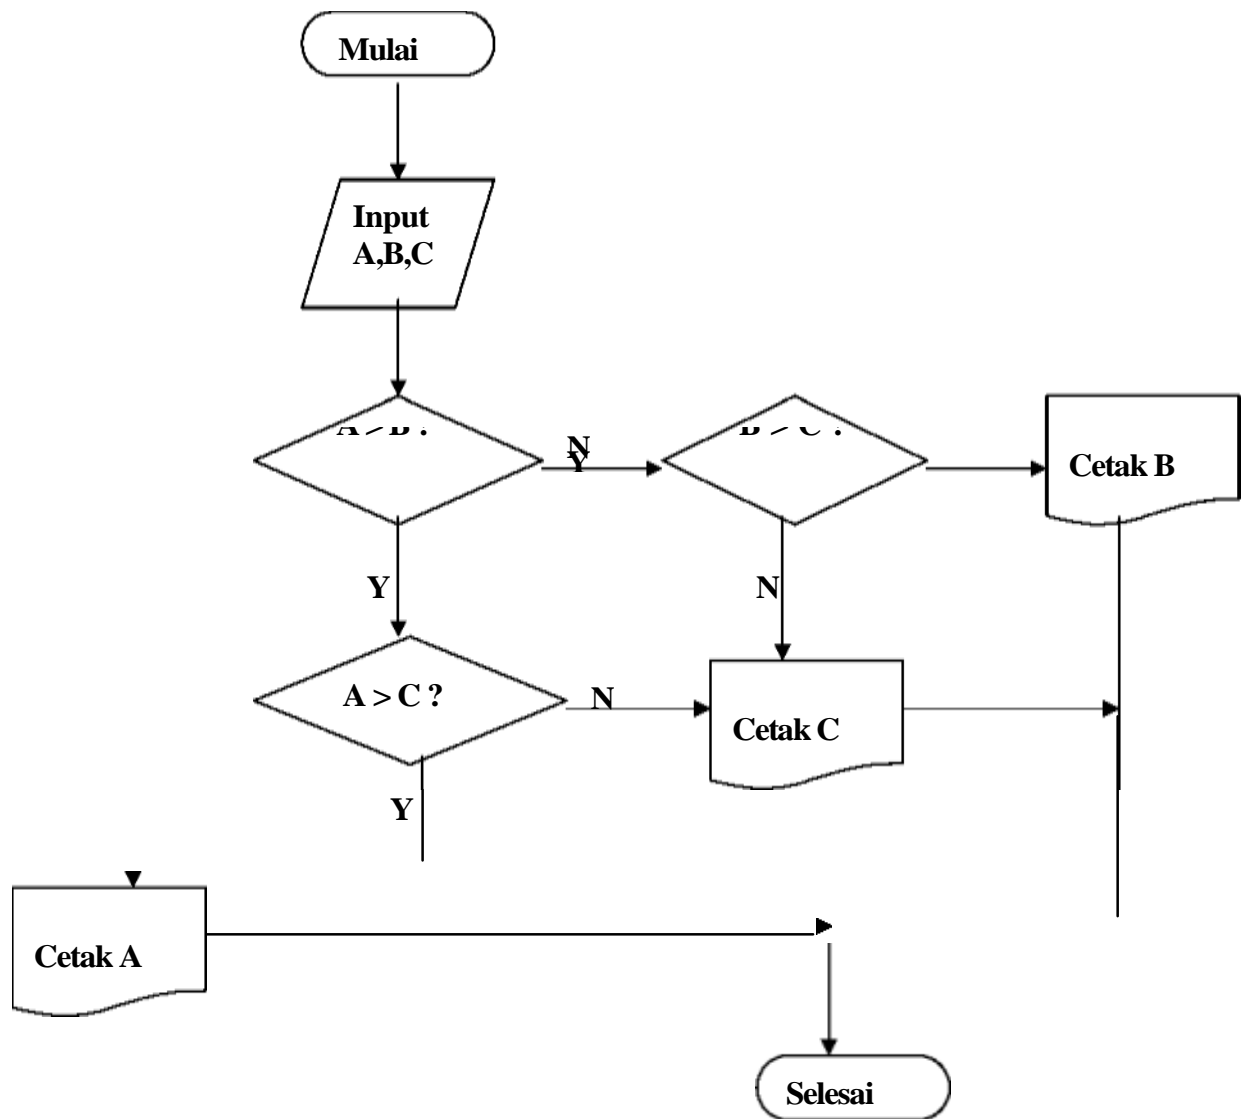 Mulai
Input
A,B,C
A > B ?
N
Y
B > C ?
Cetak B
Y
N
A > C ?
N
Cetak C
Y
Cetak A
Selesai